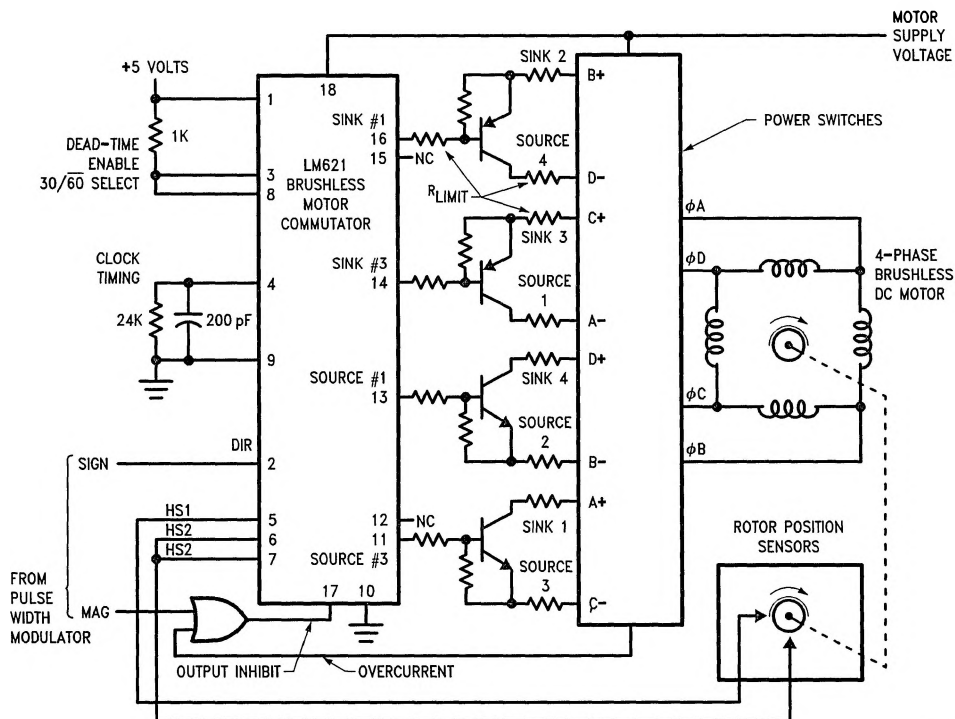 MOTOR
SUPPLY
VOLTAGE
+5 VOLTS
1K
DEAD-TIME
ENABLE
30/6̅0̅ SELECT
CLOCK
TIMING
24K
200 pF
1
3
8
4
9
2
5
6
7
18
LM621
BRUSHLESS
MOTOR
COMMUTATOR
SINK #1
16
15
NC
SINK #3
14
SOURCE #1
13
12
NC
11
SOURCE #3
17
10
DIR
SIGN
HS1
HS2
HS2
FROM
PULSE
WIDTH
MODULATOR
MAG
OUTPUT INHIBIT
OVERCURRENT
RLIMIT
SINK 2
B+
SOURCE
4
D-
C+
SINK 3
SOURCE
1
A-
D+
SINK 4
SOURCE
2
B-
A+
SINK 1
SOURCE
3
C-
POWER SWITCHES
ϕA
ϕD
ϕC
ϕB
4-PHASE
BRUSHLESS
DC MOTOR
ROTOR POSITION
SENSORS